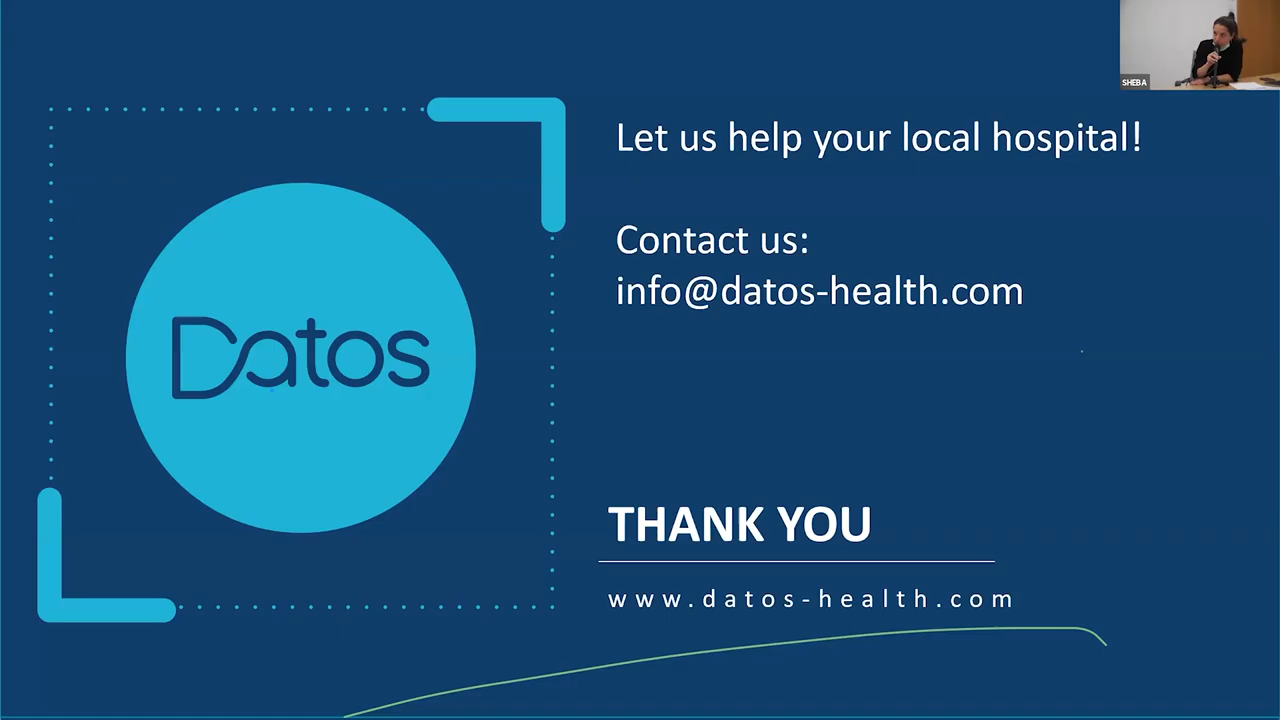 SHEBA
Let us help your local hospital!
Contact us:
info@datos-health.com
Datos
THANK YOU
www.datos-health.com